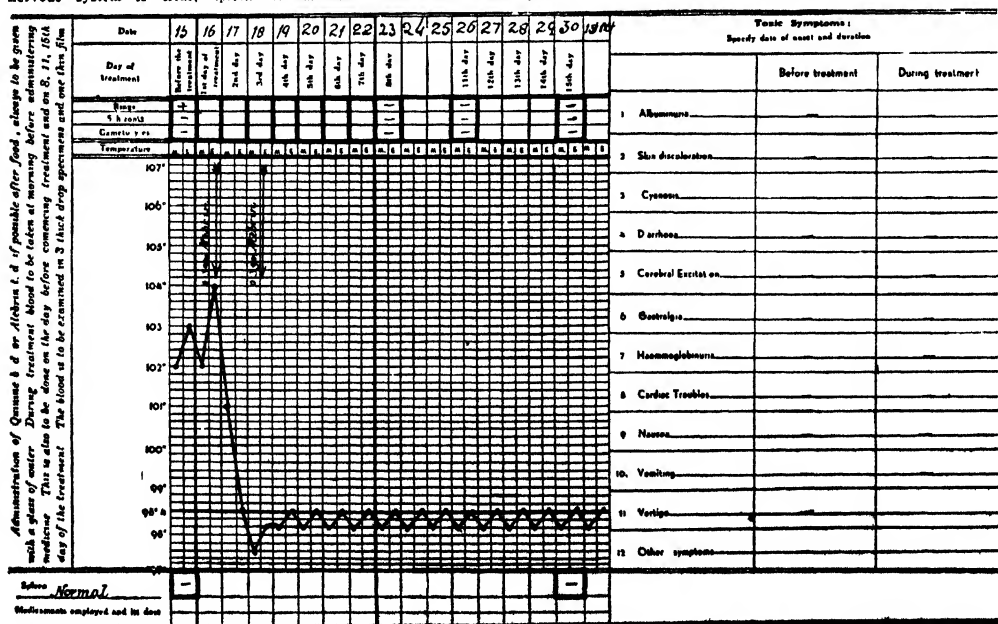 Administration of Quinine b d or Atebrin t. d if possible after food, always to be given
with a glass of water During treatment blood to be taken at morning before administering
medicine This is also to be done on the day before comencing treatment and on 8, 11, 15th
day of the treatment The blood is to be examined in 3 thick drop specimens and one thin film
Date 15 16 17 18 19 20 21 22 23 24 25 26 27 28 29 30
Day of treatment
Before the treatment
1st day of treatment
2nd day
3rd day
4th day
5th day
6th day
7th day
8th day
11th day
12th day
13th day
14th day
15th day
Rings + — — —
Schizonts — — — —
Gametocytes — — — —
Temperature
107°
106°
105°
104°
103
102°
101°
100°
99°
98° 4
98°
Spleen Normal — —
Medicaments employed and its dose
Toxic Symptoms:
Specify date of onset and duration
Before treatment During treatment
1 Albuminuria
2 Skin discoloration
3 Cyanosis
4 Diarrhoea
5 Cerebral Excitation
6 Gastralgia
7 Haemmoglobinuria
8 Cardiac Troubles
9 Nausea
10. Vomiting
11 Vertigo
12 Other symptoms